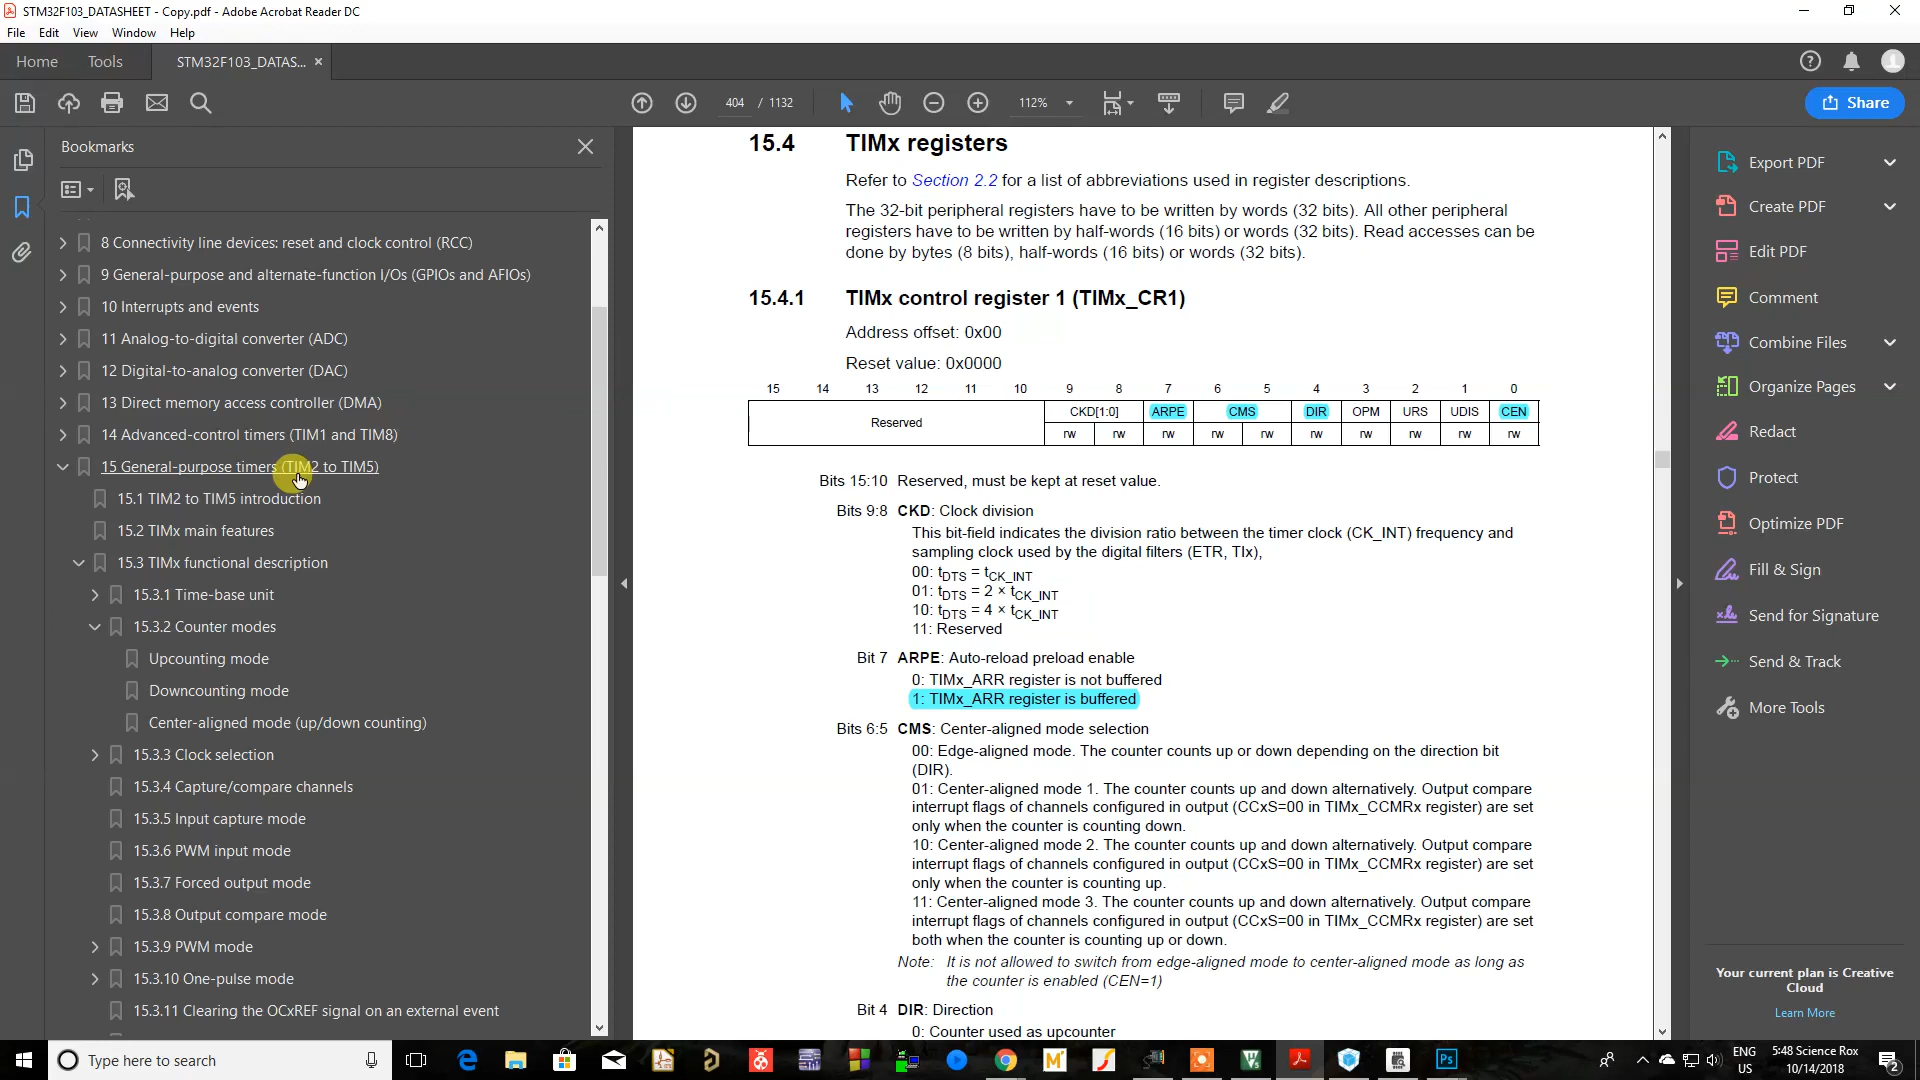 STM32F103_DATASHEET - Copy.pdf - Adobe Acrobat Reader DC
File Edit View Window Help
Home Tools STM32F103_DATAS... ×
404 / 1132 112% Share
Bookmarks
8 Connectivity line devices: reset and clock control (RCC)
9 General-purpose and alternate-function I/Os (GPIOs and AFIOs)
10 Interrupts and events
11 Analog-to-digital converter (ADC)
12 Digital-to-analog converter (DAC)
13 Direct memory access controller (DMA)
14 Advanced-control timers (TIM1 and TIM8)
15 General-purpose timers (TIM2 to TIM5)
15.1 TIM2 to TIM5 introduction
15.2 TIMx main features
15.3 TIMx functional description
15.3.1 Time-base unit
15.3.2 Counter modes
Upcounting mode
Downcounting mode
Center-aligned mode (up/down counting)
15.3.3 Clock selection
15.3.4 Capture/compare channels
15.3.5 Input capture mode
15.3.6 PWM input mode
15.3.7 Forced output mode
15.3.8 Output compare mode
15.3.9 PWM mode
15.3.10 One-pulse mode
15.3.11 Clearing the OCxREF signal on an external event
15.4 TIMx registers
Refer to Section 2.2 for a list of abbreviations used in register descriptions.
The 32-bit peripheral registers have to be written by words (32 bits). All other peripheral
registers have to be written by half-words (16 bits) or words (32 bits). Read accesses can be
done by bytes (8 bits), half-words (16 bits) or words (32 bits).
15.4.1 TIMx control register 1 (TIMx_CR1)
Address offset: 0x00
Reset value: 0x0000
15 14 13 12 11 10 9 8 7 6 5 4 3 2 1 0
Reserved CKD[1:0] ARPE CMS DIR OPM URS UDIS CEN
rw rw rw rw rw rw rw rw rw rw
Bits 15:10 Reserved, must be kept at reset value.
Bits 9:8 CKD: Clock division
This bit-field indicates the division ratio between the timer clock (CK_INT) frequency and
sampling clock used by the digital filters (ETR, TIx),
00: tDTS = tCK_INT
01: tDTS = 2 × tCK_INT
10: tDTS = 4 × tCK_INT
11: Reserved
Bit 7 ARPE: Auto-reload preload enable
0: TIMx_ARR register is not buffered
1: TIMx_ARR register is buffered
Bits 6:5 CMS: Center-aligned mode selection
00: Edge-aligned mode. The counter counts up or down depending on the direction bit
(DIR).
01: Center-aligned mode 1. The counter counts up and down alternatively. Output compare
interrupt flags of channels configured in output (CCxS=00 in TIMx_CCMRx register) are set
only when the counter is counting down.
10: Center-aligned mode 2. The counter counts up and down alternatively. Output compare
interrupt flags of channels configured in output (CCxS=00 in TIMx_CCMRx register) are set
only when the counter is counting up.
11: Center-aligned mode 3. The counter counts up and down alternatively. Output compare
interrupt flags of channels configured in output (CCxS=00 in TIMx_CCMRx register) are set
both when the counter is counting up or down.
Note: It is not allowed to switch from edge-aligned mode to center-aligned mode as long as
the counter is enabled (CEN=1)
Bit 4 DIR: Direction
0: Counter used as upcounter
Export PDF
Create PDF
Edit PDF
Comment
Combine Files
Organize Pages
Redact
Protect
Optimize PDF
Fill & Sign
Send for Signature
Send & Track
More Tools
Your current plan is Creative
Cloud
Learn More
Type here to search
ENG
US
5:48 Science Rox
10/14/2018
2